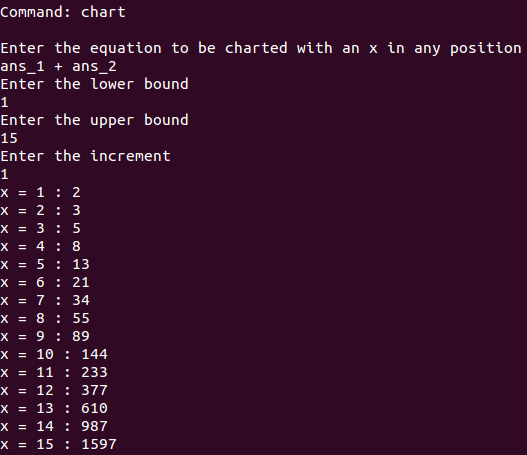 Command: chart
Enter the equation to be charted with an x in any position
ans_1 + ans_2
Enter the lower bound
1
Enter the upper bound
15
Enter the increment
1
x = 1 : 2
x = 2 : 3
x = 3 : 5
x = 4 : 8
x = 5 : 13
x = 6 : 21
x = 7 : 34
x = 8 : 55
x = 9 : 89
x = 10 : 144
x = 11 : 233
x = 12 : 377
x = 13 : 610
x = 14 : 987
x = 15 : 1597